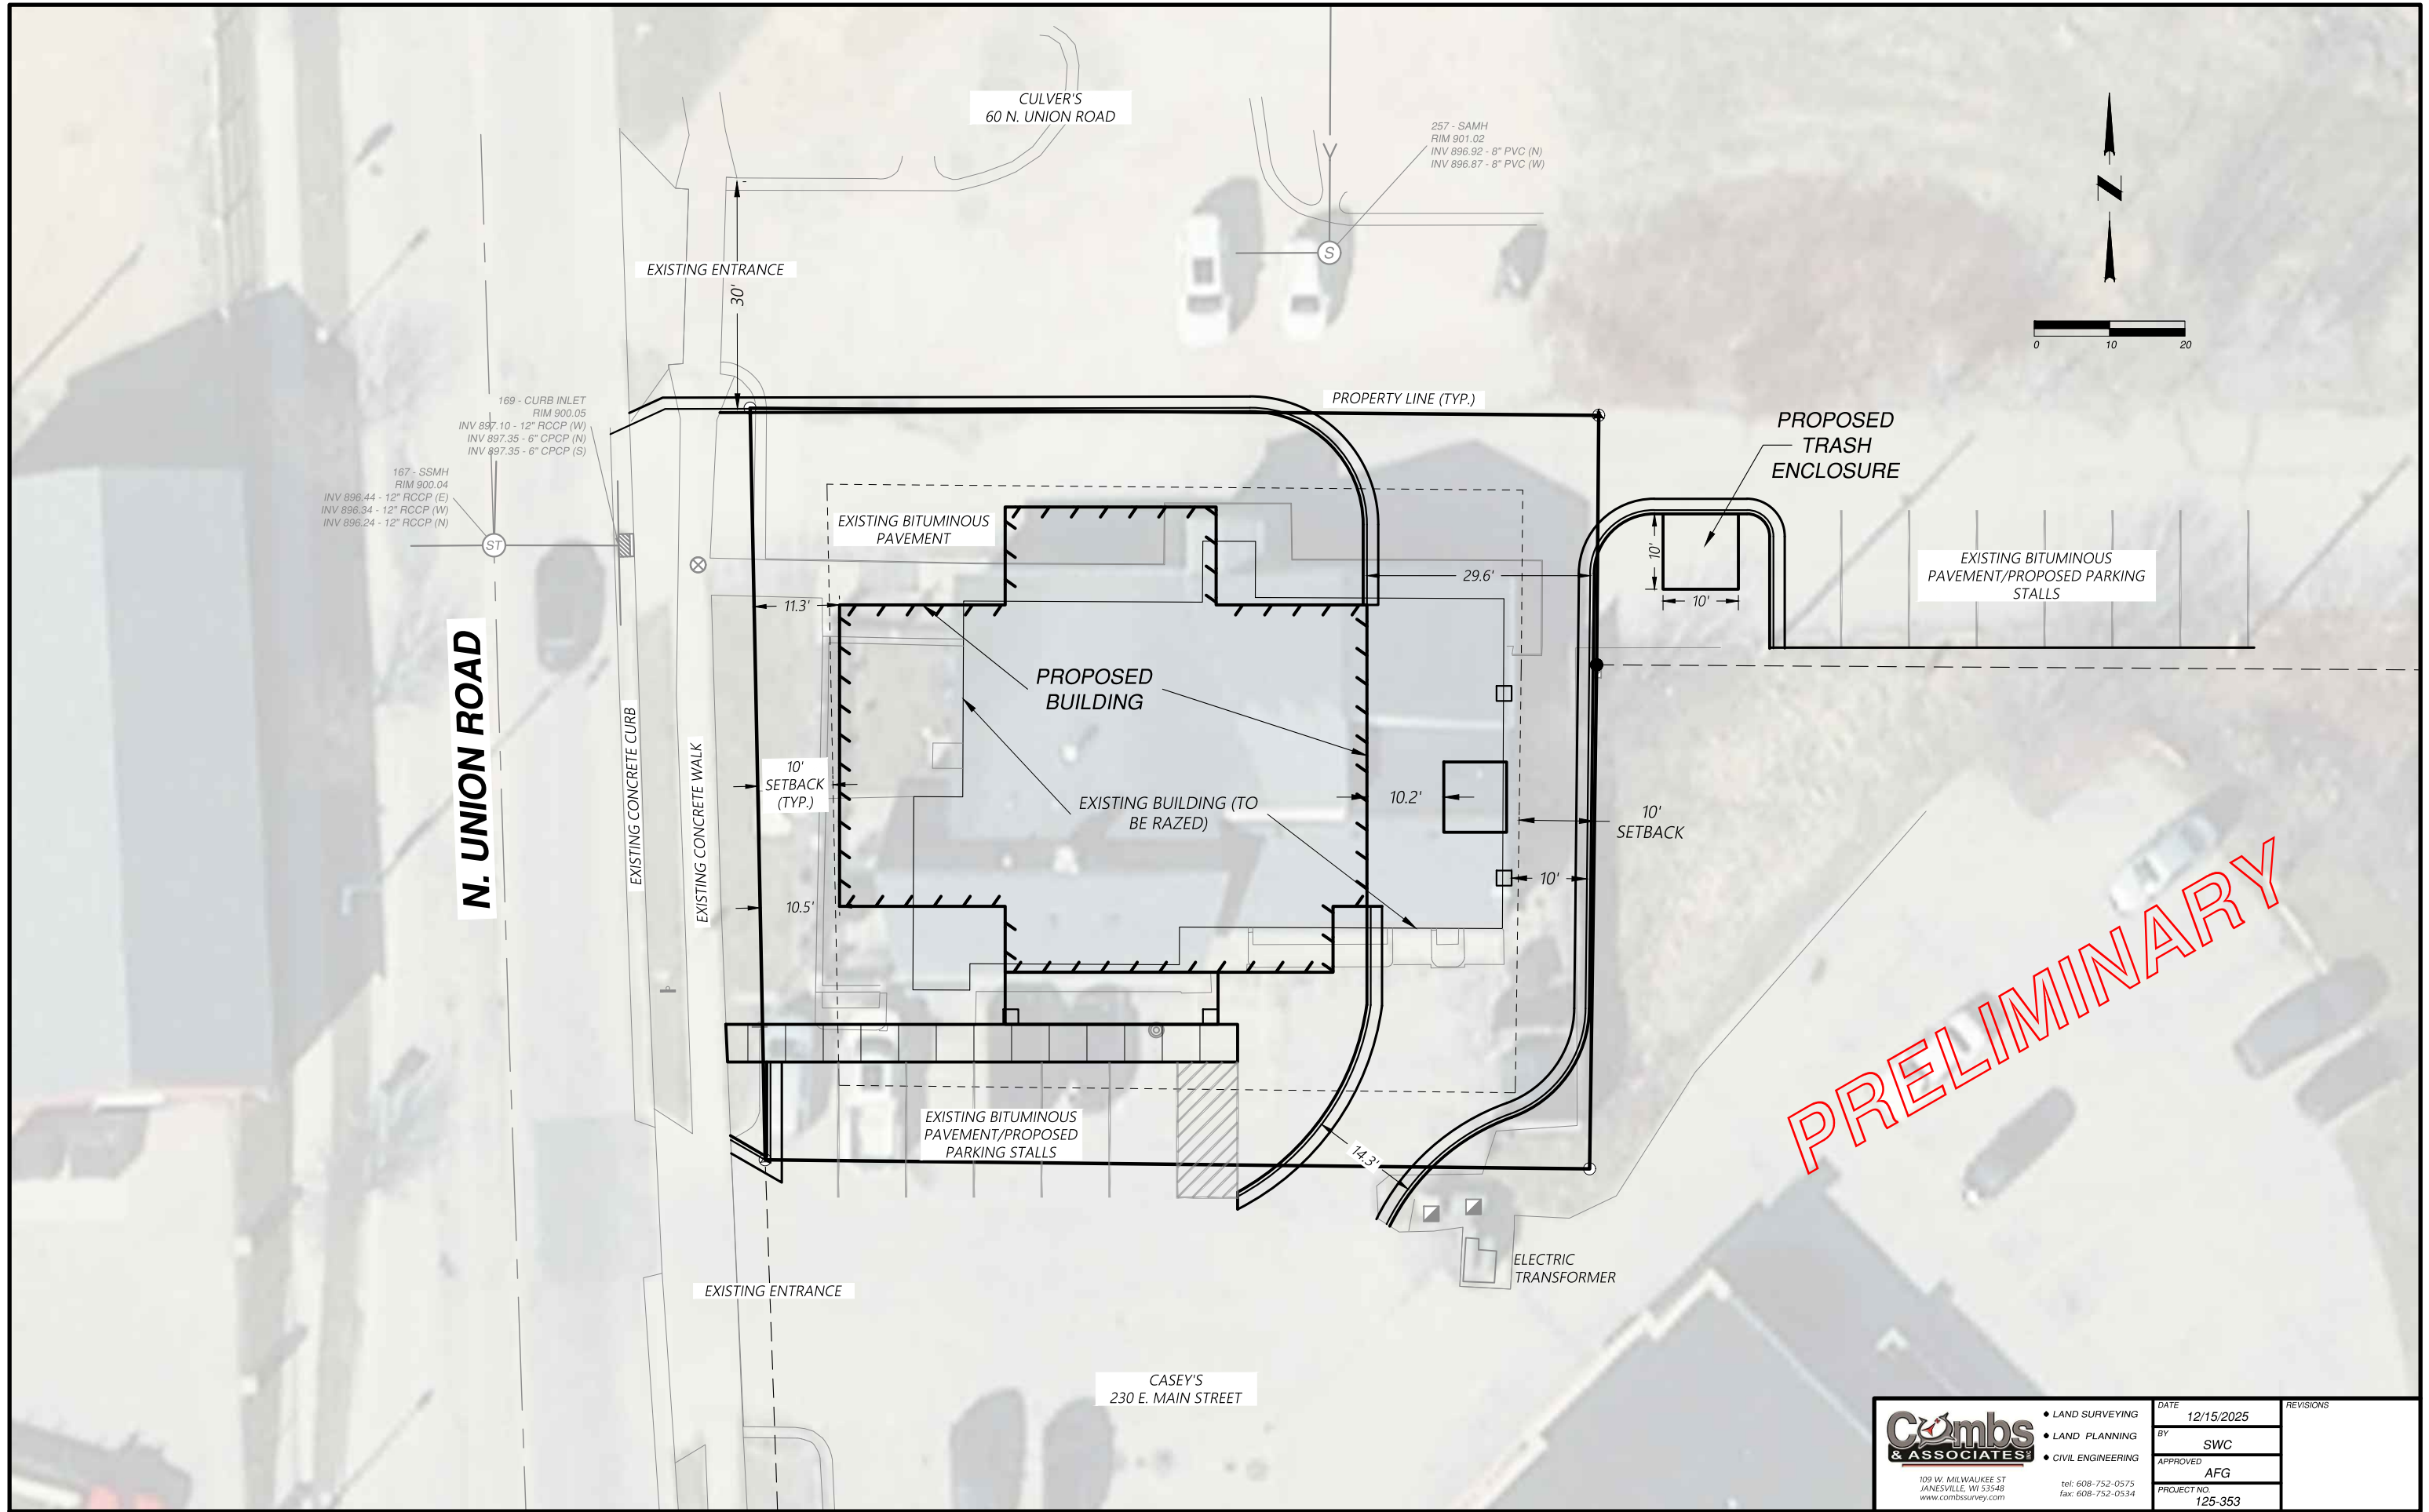 CULVER'S
60 N. UNION ROAD
257 - SAMH
RIM 901.02
INV 896.92 - 8" PVC (N)
INV 896.87 - 8" PVC (W)
S
N
0 10 20
EXISTING ENTRANCE
30'
169 - CURB INLET
RIM 900.05
INV 897.10 - 12" RCCP (W)
INV 897.35 - 6" CPCP (N)
INV 897.35 - 6" CPCP (S)
167 - SSMH
RIM 900.04
INV 896.44 - 12" RCCP (E)
INV 896.34 - 12" RCCP (W)
INV 896.24 - 12" RCCP (N)
ST
PROPERTY LINE (TYP.)
PROPOSED
TRASH
ENCLOSURE
10'
10'
EXISTING BITUMINOUS
PAVEMENT/PROPOSED PARKING
STALLS
EXISTING BITUMINOUS
PAVEMENT
29.6'
11.3'
PROPOSED
BUILDING
N. UNION ROAD
EXISTING CONCRETE CURB
EXISTING CONCRETE WALK
10'
SETBACK
(TYP.)
EXISTING BUILDING (TO
BE RAZED)
10.2'
10'
SETBACK
10'
10.5'
PRELIMINARY
EXISTING BITUMINOUS
PAVEMENT/PROPOSED
PARKING STALLS
14.3'
ELECTRIC
TRANSFORMER
EXISTING ENTRANCE
CASEY'S
230 E. MAIN STREET
Combs
& ASSOCIATES INC
109 W. MILWAUKEE ST
JANESVILLE, WI 53548
www.combssurvey.com
• LAND SURVEYING
• LAND PLANNING
• CIVIL ENGINEERING
tel: 608-752-0575
fax: 608-752-0534
DATE
12/15/2025
BY
SWC
APPROVED
AFG
PROJECT NO.
125-353
REVISIONS